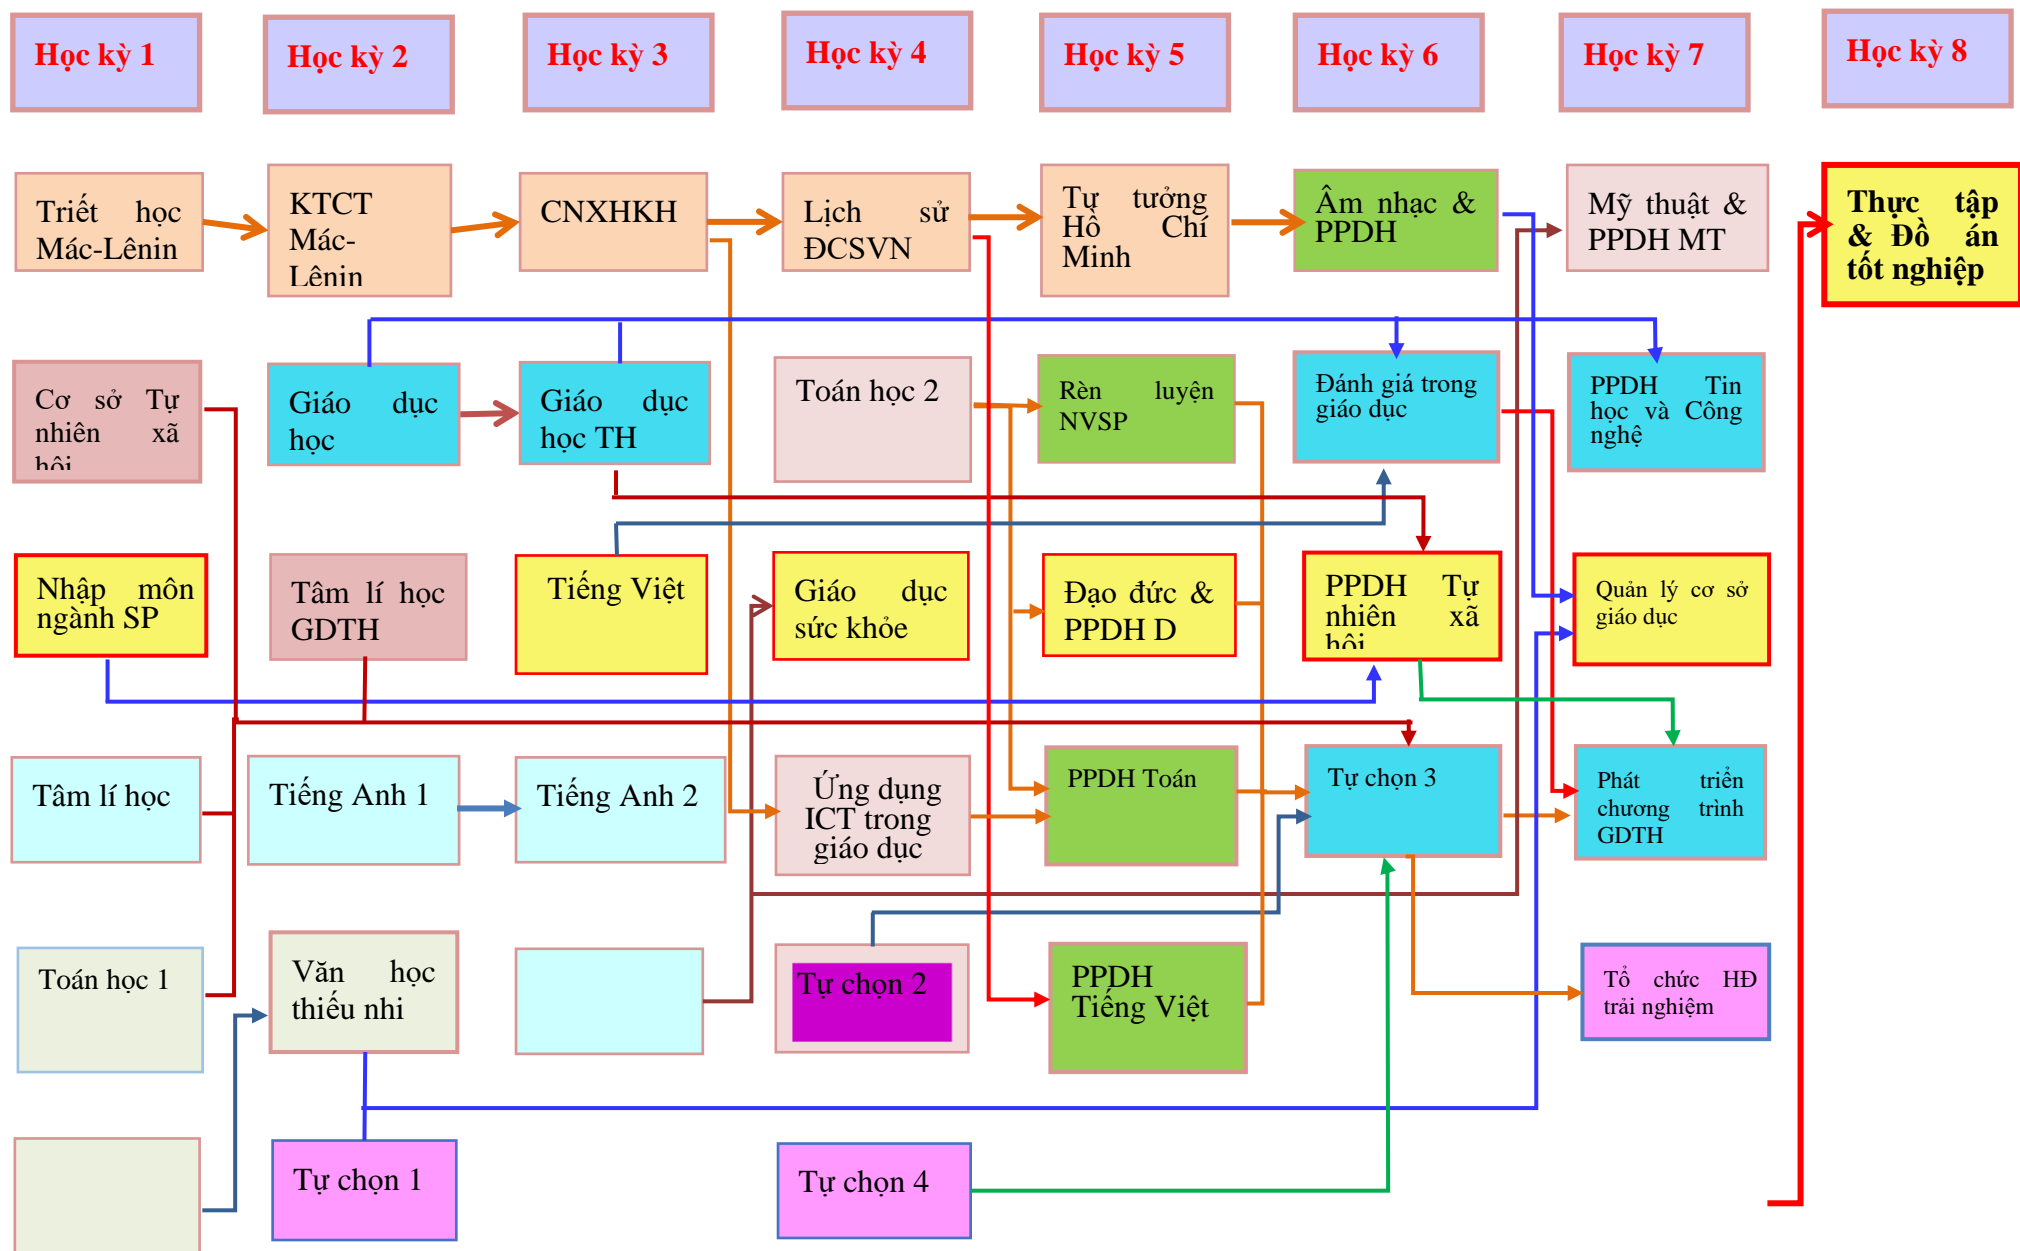 Học kỳ 1
Học kỳ 2
Học kỳ 3
Học kỳ 4
Học kỳ 5
Học kỳ 6
Học kỳ 7
Học kỳ 8
Triết học
Mác-Lênin
KTCT
Mác-
Lênin
CNXHKH
Lịch sử
ĐCSVN
Tư tưởng
Hồ Chí
Minh
Âm nhạc &
PPDH
Mỹ thuật &
PPDH MT
Thực tập
& Đồ án
tốt nghiệp
Cơ sở Tự
nhiên xã
hội
Giáo dục
học
Giáo dục
học TH
Toán học 2
Rèn luyện
NVSP
Đánh giá trong
giáo dục
PPDH Tin
học và Công
nghệ
Nhập môn
ngành SP
Tâm lí học
GDTH
Tiếng Việt
Giáo dục
sức khỏe
Đạo đức &
PPDH D
PPDH Tự
nhiên xã
hội
Quản lý cơ sở
giáo dục
Tâm lí học
Tiếng Anh 1
Tiếng Anh 2
Ứng dụng
ICT trong
giáo dục
PPDH Toán
Tự chọn 3
Phát triển
chương trình
GDTH
Toán học 1
Văn học
thiếu nhi
Tự chọn 2
PPDH
Tiếng Việt
Tổ chức HĐ
trải nghiệm
Tự chọn 1
Tự chọn 4